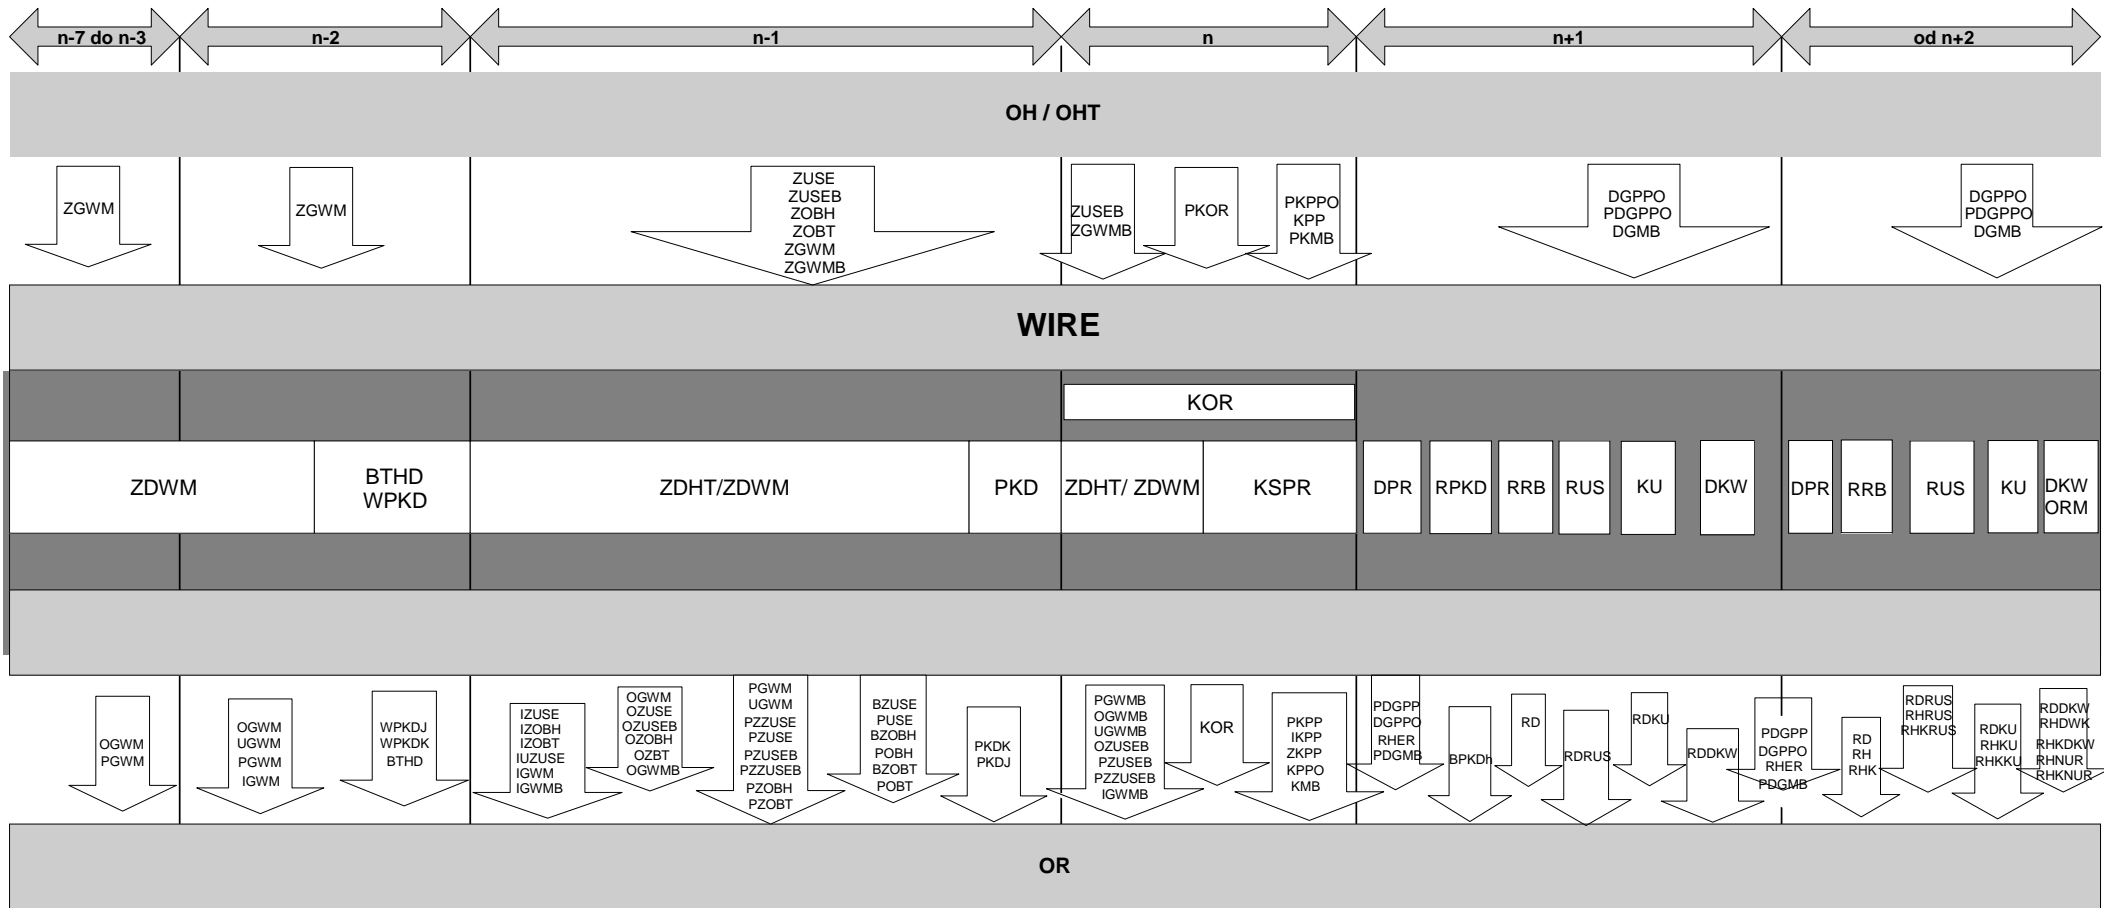 n-7 do n-3
n-2
n-1
n
n+1
od n+2
OH / OHT
ZGWM
ZGWM
ZUSE
ZUSEB
ZOBH
ZOBT
ZGWM
ZGWMB
ZUSEB
ZGWMB
PKOR
PKPPO
KPP
PKMB
DGPPO
PDGPPO
DGMB
DGPPO
PDGPPO
DGMB
WIRE
KOR
ZDWM
BTHD
WPKD
ZDHT/ZDWM
PKD
ZDHT/ ZDWM
KSPR
DPR
RPKD
RRB
RUS
KU
DKW
DPR
RRB
RUS
KU
DKW
ORM
OGWM
PGWM
OGWM
UGWM
PGWM
IGWM
WPKDJ
WPKDK
BTHD
IZUSE
IZOBH
IZOBT
IUZUSE
IGWM
IGWMB
OGWM
OZUSE
OZUSEB
OZOBH
OZBT
OGWMB
PGWM
UGWM
PZZUSE
PZUSE
PZUSEB
PZZUSEB
PZOBH
PZOBT
BZUSE
PUSE
BZOBH
POBH
BZOBT
POBT
PKDK
PKDJ
PGWMB
OGWMB
UGWMB
OZUSEB
PZUSEB
PZZUSEB
IGWMB
KOR
PKPP
IKPP
ZKPP
KPPO
KMB
PDGPP
DGPPO
RHER
PDGMB
BPKDh
RD
RDRUS
RDKU
RDDKW
PDGPP
DGPPO
RHER
PDGMB
RD
RH
RHK
RDRUS
RHRUS
RHKRUS
RDKU
RHKU
RHKKU
RDDKW
RHDWK
RHKDKW
RHNUR
RHKNUR
OR